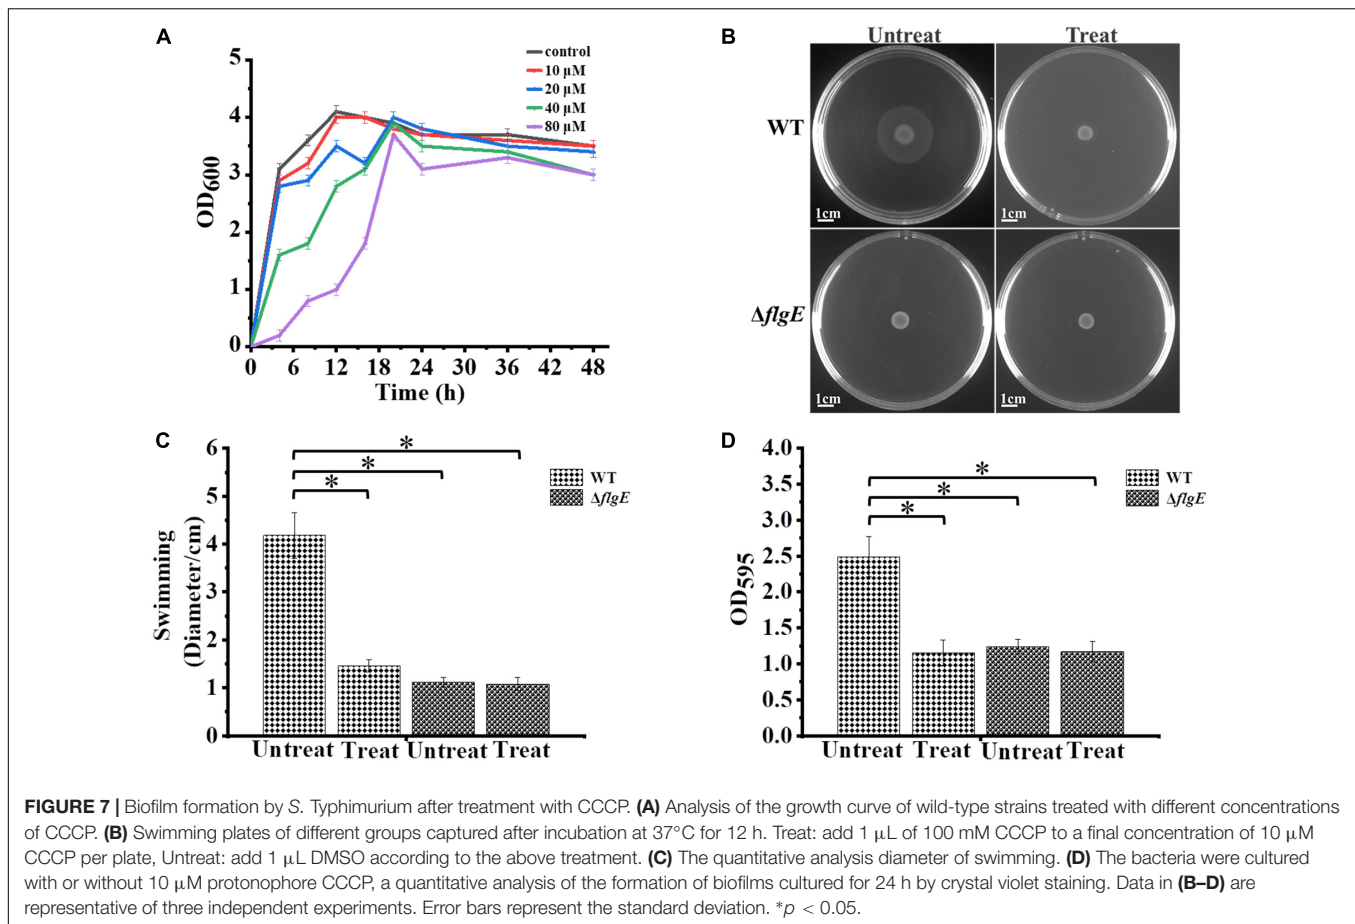 A
control
10 μM
20 μM
40 μM
80 μM
5
4
3
2
1
0
OD600
0 6 12 18 24 30 36 42 48
Time (h)
B
Untreat Treat
WT
1cm 1cm
ΔflgE
1cm 1cm
C
6
5
4
3
2
1
0
Swimming
(Diameter/cm)
* 
*
*
WT
ΔflgE
Untreat Treat Untreat Treat
D
4.0
3.5
3.0
2.5
2.0
1.5
1.0
0.5
0.0
OD595
*
*
*
WT
ΔflgE
Untreat Treat Untreat Treat
FIGURE 7 | Biofilm formation by S. Typhimurium after treatment with CCCP. (A) Analysis of the growth curve of wild-type strains treated with different concentrations
of CCCP. (B) Swimming plates of different groups captured after incubation at 37°C for 12 h. Treat: add 1 μL of 100 mM CCCP to a final concentration of 10 μM
CCCP per plate, Untreat: add 1 μL DMSO according to the above treatment. (C) The quantitative analysis diameter of swimming. (D) The bacteria were cultured
with or without 10 μM protonophore CCCP, a quantitative analysis of the formation of biofilms cultured for 24 h by crystal violet staining. Data in (B–D) are
representative of three independent experiments. Error bars represent the standard deviation. *p < 0.05.